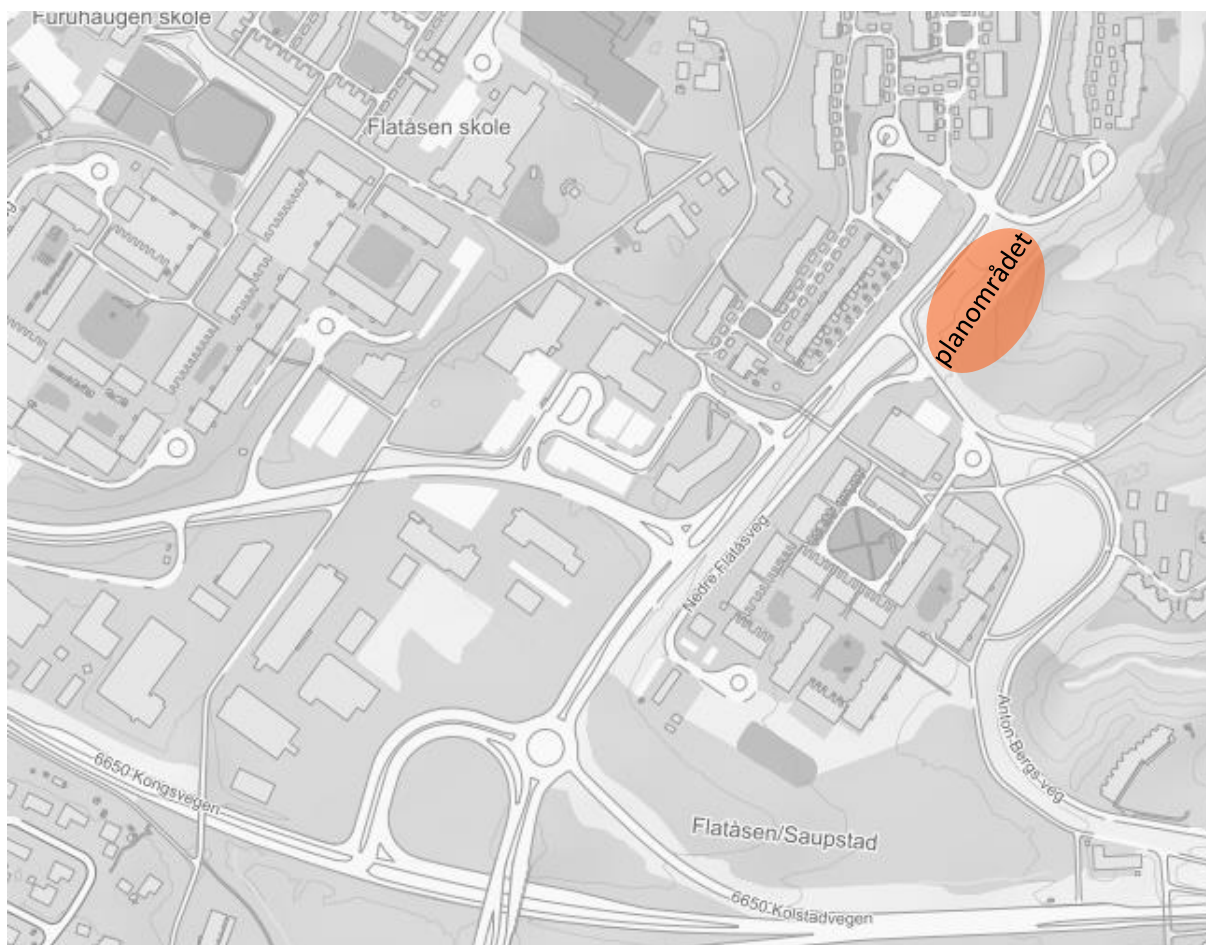 Furuhaugen skole
Flatåsen skole
planområdet
Nedre Flatåsveg
Anton Bergs veg
6650 Kongsvegen
Flatåsen/Saupstad
6650 Kolstadvegen